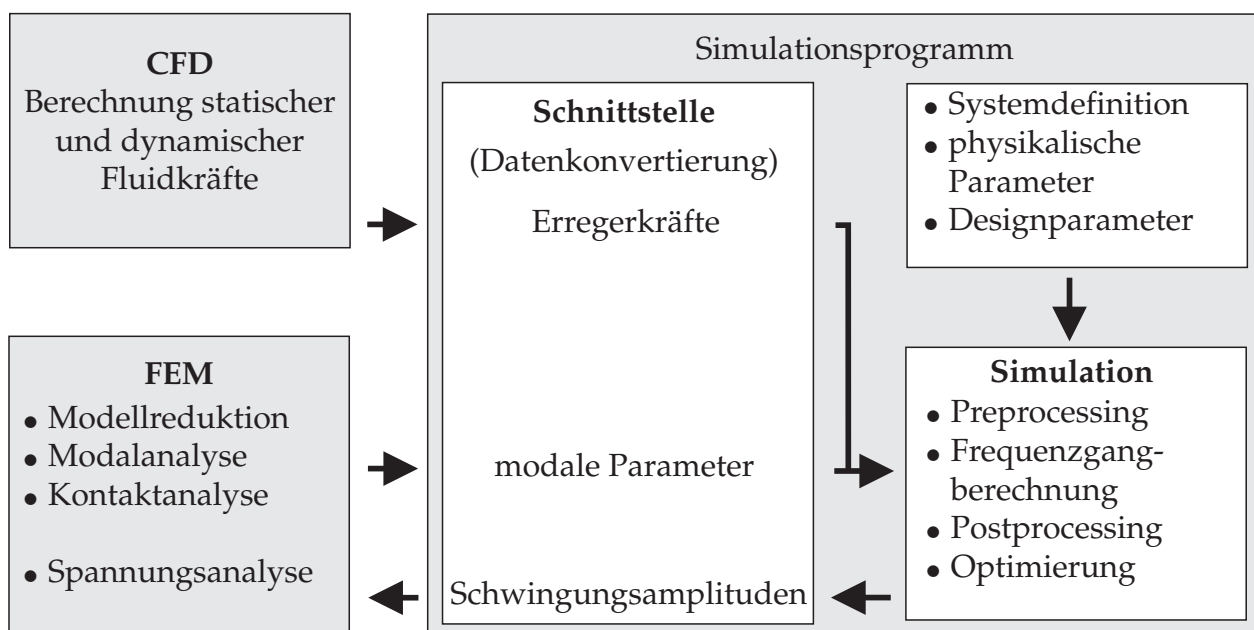 CFD
Berechnung statischer
und dynamischer
Fluidkräfte
FEM
• Modellreduktion
• Modalanalyse
• Kontaktanalyse
• Spannungsanalyse
Simulationsprogramm
Schnittstelle
(Datenkonvertierung)
Erregerkräfte
modale Parameter
Schwingungsamplituden
• Systemdefinition
• physikalische
Parameter
• Designparameter
Simulation
• Preprocessing
• Frequenzgang-
berechnung
• Postprocessing
• Optimierung